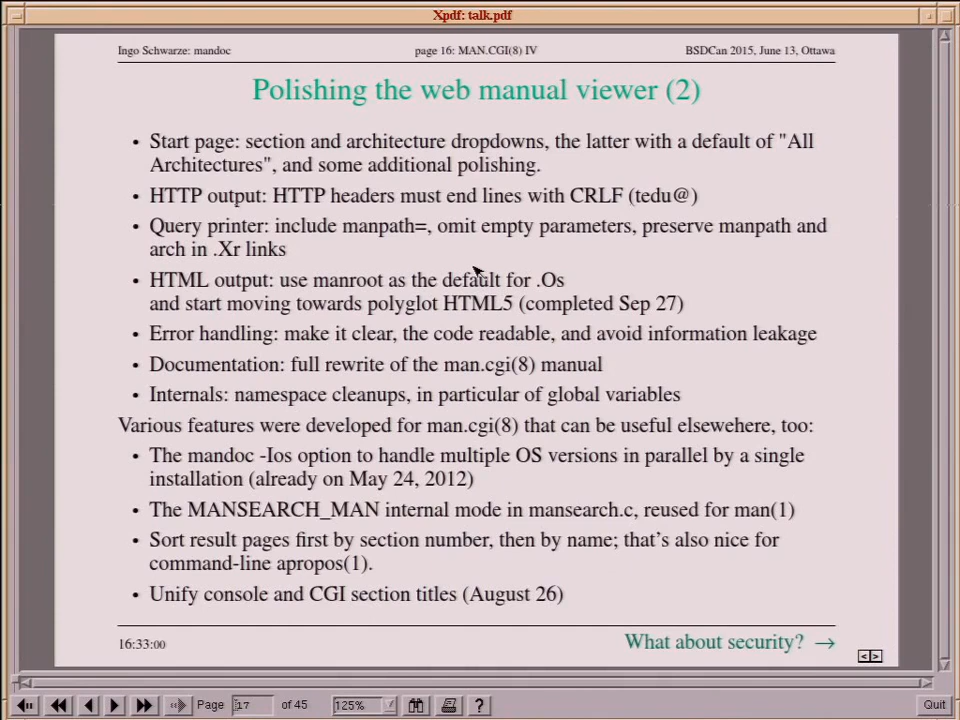 Xpdf: talk.pdf
Ingo Schwarze: mandoc page 16: MAN.CGI(8) IV BSDCan 2015, June 13, Ottawa
Polishing the web manual viewer (2)
• Start page: section and architecture dropdowns, the latter with a default of "All
Architectures", and some additional polishing.
• HTTP output: HTTP headers must end lines with CRLF (tedu@)
• Query printer: include manpath=, omit empty parameters, preserve manpath and
arch in .Xr links
• HTML output: use manroot as the default for .Os
and start moving towards polyglot HTML5 (completed Sep 27)
• Error handling: make it clear, the code readable, and avoid information leakage
• Documentation: full rewrite of the man.cgi(8) manual
• Internals: namespace cleanups, in particular of global variables
Various features were developed for man.cgi(8) that can be useful elsewehere, too:
• The mandoc -Ios option to handle multiple OS versions in parallel by a single
installation (already on May 24, 2012)
• The MANSEARCH_MAN internal mode in mansearch.c, reused for man(1)
• Sort result pages first by section number, then by name; that's also nice for
command-line apropos(1).
• Unify console and CGI section titles (August 26)
16:33:00 What about security? →
<|>
Page 17 of 45 125% ? Quit